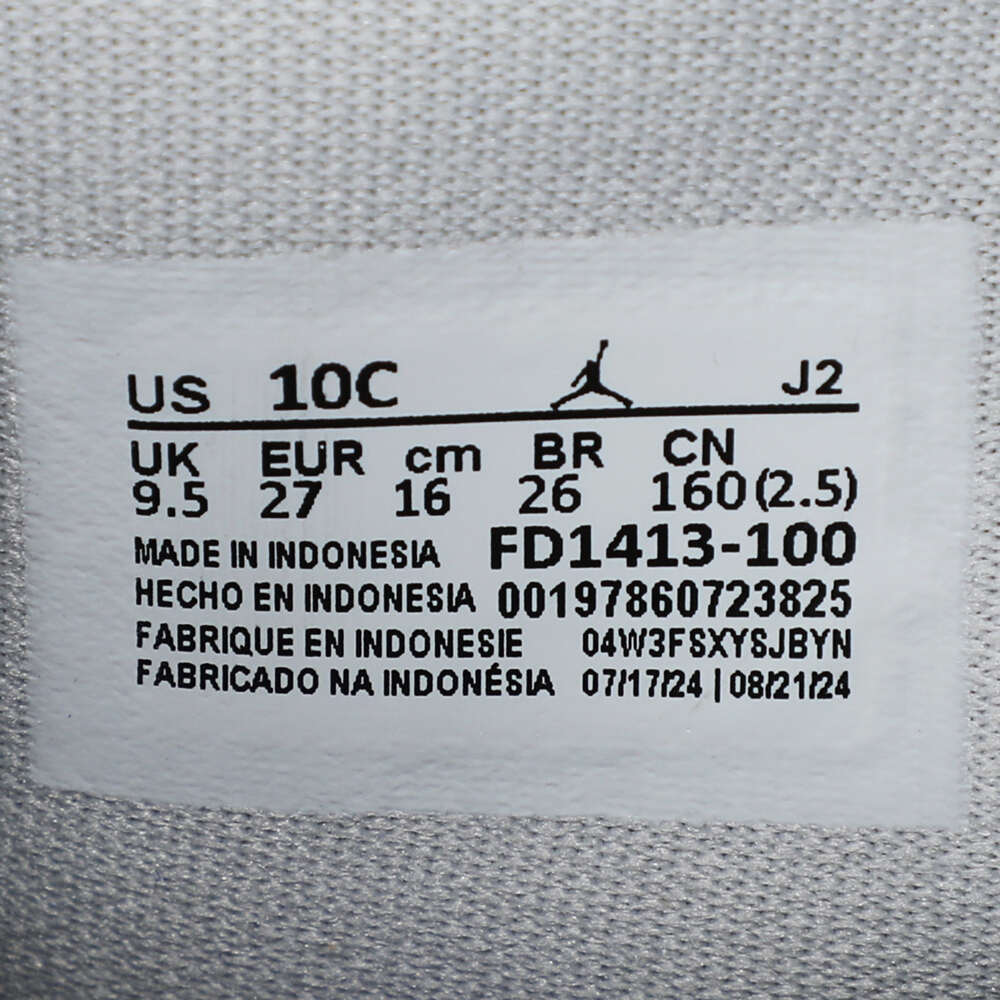 US 10C J2
UK EUR cm BR CN
9.5 27 16 26 160(2.5)
MADE IN INDONESIA FD1413-100
HECHO EN INDONESIA 00197860723825
FABRIQUE EN INDONESIE 04W3FSXYSJBYN
FABRICADO NA INDONÉSIA 07/17/24 | 08/21/24